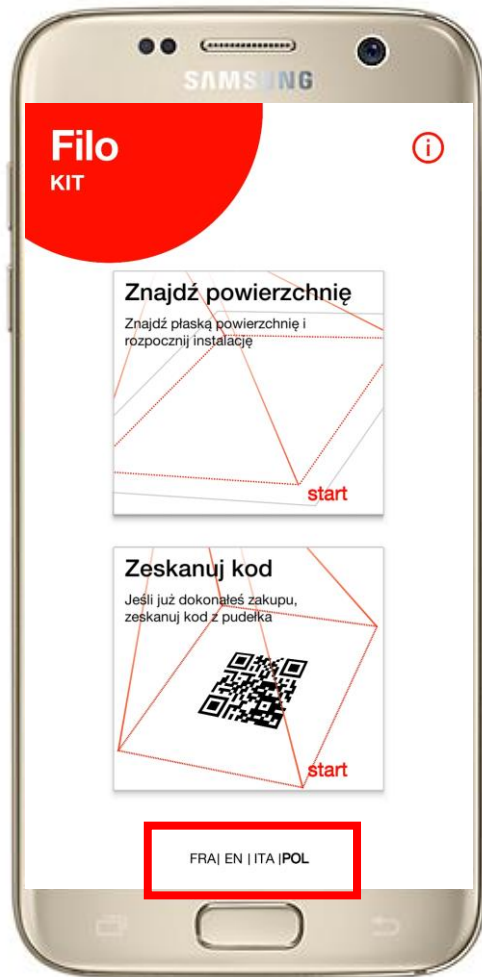 SAMSUNG
Filo
KIT
Znajdź powierzchnię
Znajdź płaską powierzchnię i
rozpocznij instalację
start
Zeskanuj kod
Jeśli już dokonałeś zakupu,
zeskanuj kod z pudełka
start
FRA| EN | ITA |POL